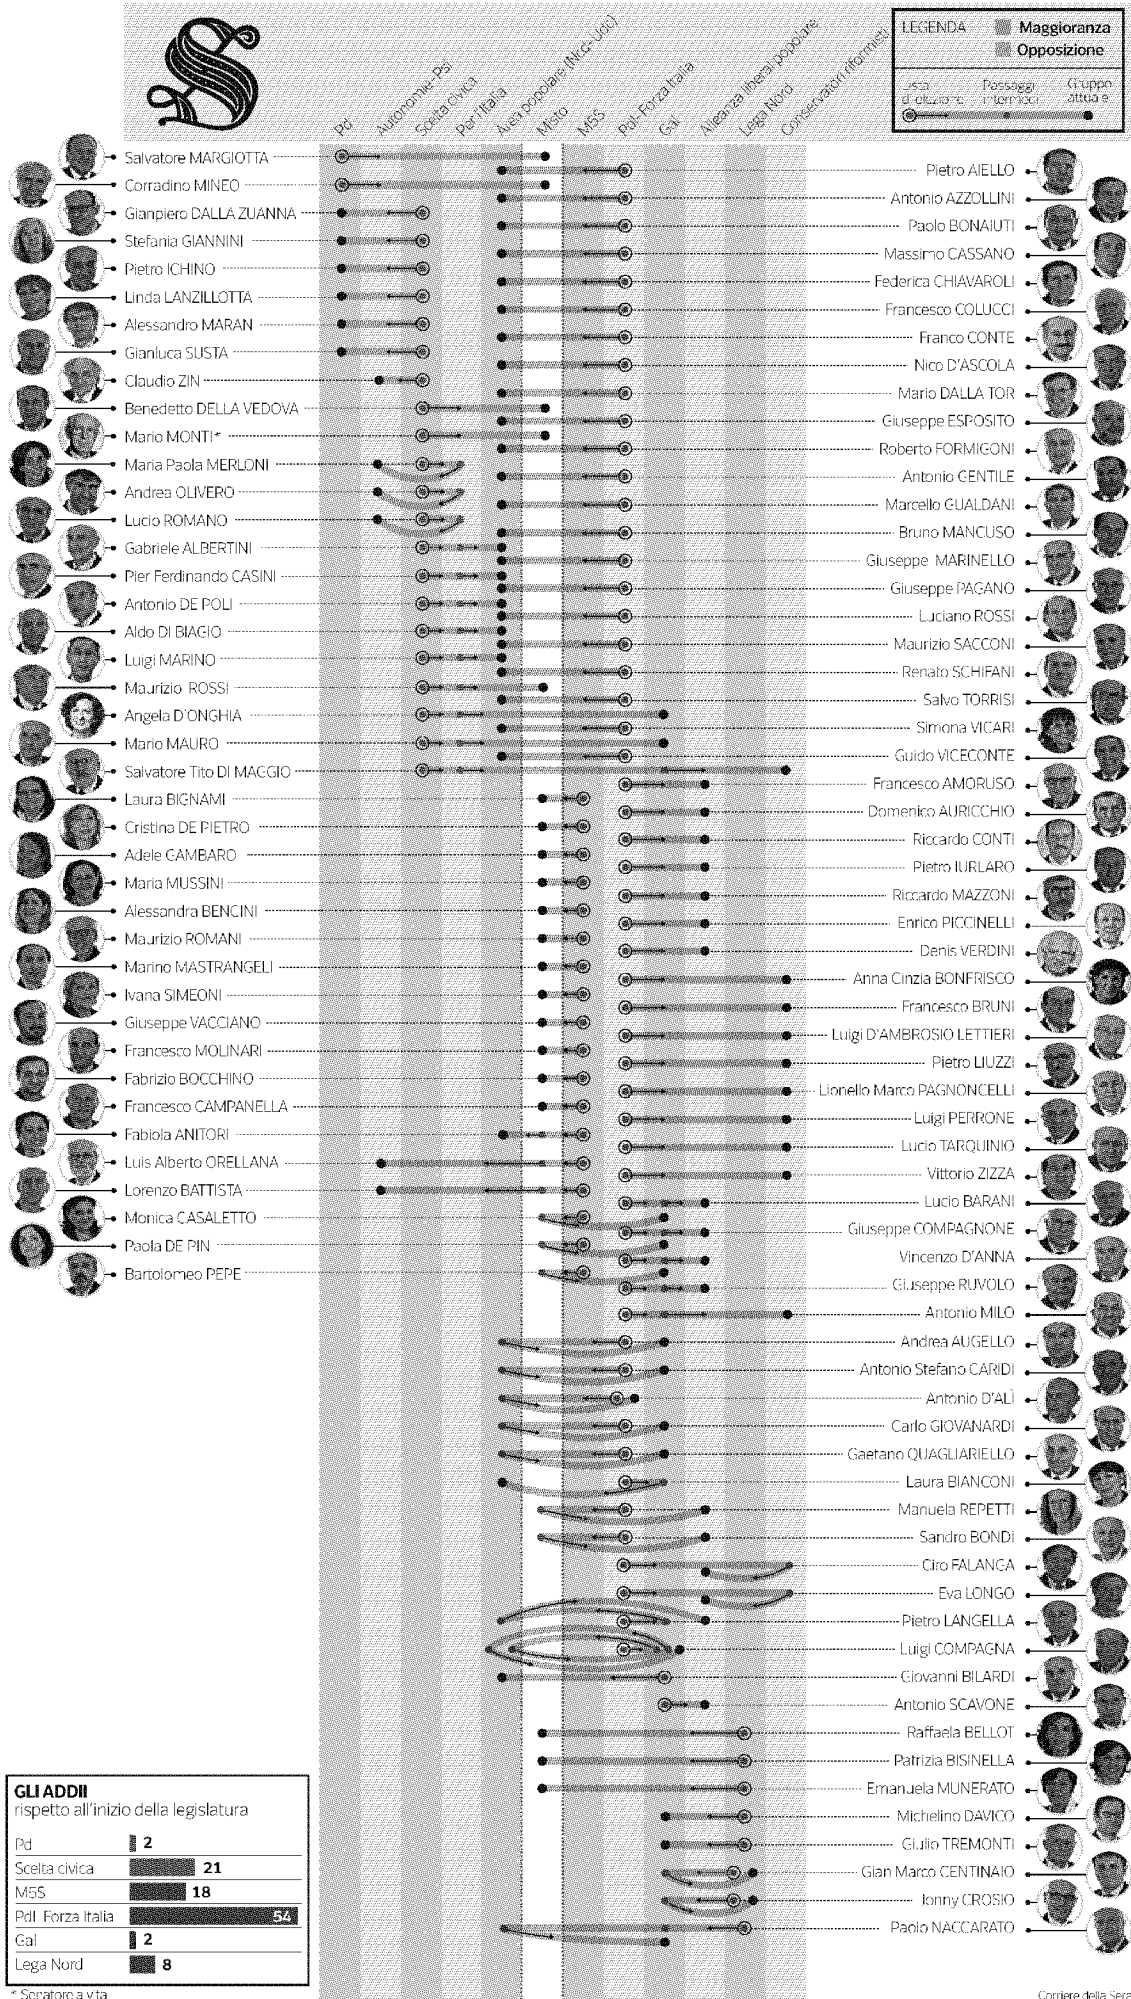 LEGENDA
Maggioranza
Opposizione
Lista d'elezione
Passaggi intermedi
Gruppo attuale
Pd
Autonomie-Psi
Scelta civica
Per l'Italia
Area popolare (Ncd-Udc)
Misto
M5S
Pdl-Forza Italia
Gal
Alleanza liberal popolare
Lega Nord
Conservatori riformisti
Salvatore MARGIOTTA
Corradino MINEO
Gianpiero DALLA ZUANNA
Stefania GIANNINI
Pietro ICHINO
Linda LANZILLOTTA
Alessandro MARAN
Gianluca SUSTA
Claudio ZIN
Benedetto DELLA VEDOVA
Mario MONTI*
Maria Paola MERLONI
Andrea OLIVERO
Lucio ROMANO
Gabriele ALBERTINI
Pier Ferdinando CASINI
Antonio DE POLI
Aldo DI BIAGIO
Luigi MARINO
Maurizio ROSSI
Angela D'ONGHIA
Mario MAURO
Salvatore Tito DI MAGGIO
Laura BIGNAMI
Cristina DE PIETRO
Adele GAMBARO
Maria MUSSINI
Alessandra BENCINI
Maurizio ROMANI
Marino MASTRANGELI
Ivana SIMEONI
Giuseppe VACCIANO
Francesco MOLINARI
Fabrizio BOCCHINO
Francesco CAMPANELLA
Fabiola ANITORI
Luis Alberto ORELLANA
Lorenzo BATTISTA
Monica CASALETTO
Paola DE PIN
Bartolomeo PEPE
Pietro AIELLO
Antonio AZZOLLINI
Paolo BONAIUTI
Massimo CASSANO
Federica CHIAVAROLI
Francesco COLUCCI
Franco CONTE
Nico D'ASCOLA
Mario DALLA TOR
Giuseppe ESPOSITO
Roberto FORMIGONI
Antonio GENTILE
Marcello GUALDANI
Bruno MANCUSO
Giuseppe MARINELLO
Giuseppe PAGANO
Luciano ROSSI
Maurizio SACCONI
Renato SCHIFANI
Salvo TORRISI
Simona VICARI
Guido VICECONTE
Francesco AMORUSO
Domenico AURICCHIO
Riccardo CONTI
Pietro IURLARO
Riccardo MAZZONI
Enrico PICCINELLI
Denis VERDINI
Anna Cinzia BONFRISCO
Francesco BRUNI
Luigi D'AMBROSIO LETTIERI
Pietro LIUZZI
Lionello Marco PAGNONCELLI
Luigi PERRONE
Lucio TARQUINIO
Vittorio ZIZZA
Lucio BARANI
Giuseppe COMPAGNONE
Vincenzo D'ANNA
Giuseppe RUVOLO
Antonio MILO
Andrea AUGELLO
Antonio Stefano CARIDI
Antonio D'ALÌ
Carlo GIOVANARDI
Gaetano QUAGLIARIELLO
Laura BIANCONI
Manuela REPETTI
Sandro BONDI
Ciro FALANGA
Eva LONGO
Pietro LANGELLA
Luigi COMPAGNA
Giovanni BILARDI
Antonio SCAVONE
Raffaela BELLOT
Patrizia BISINELLA
Emanuela MUNERATO
Michelino DAVICO
Giulio TREMONTI
Gian Marco CENTINAIO
Jonny CROSIO
Paolo NACCARATO
GLI ADDII
rispetto all'inizio della legislatura
Pd 2
Scelta civica 21
M5S 18
Pdl Forza Italia 54
Gal 2
Lega Nord 8
* Senatore a vita
Corriere della Sera